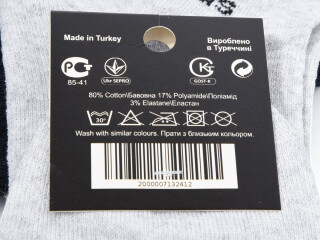 Made in Turkey
Вироблено
в Туреччині
85-41
Ukr SEPRO
GOST-R
80% Cotton\Бавовна 17% Polyamide\Поліамід
3% Elastane\Еластан
30°
Wash with similar colours. Прати з близьким кольором.
2000007132412